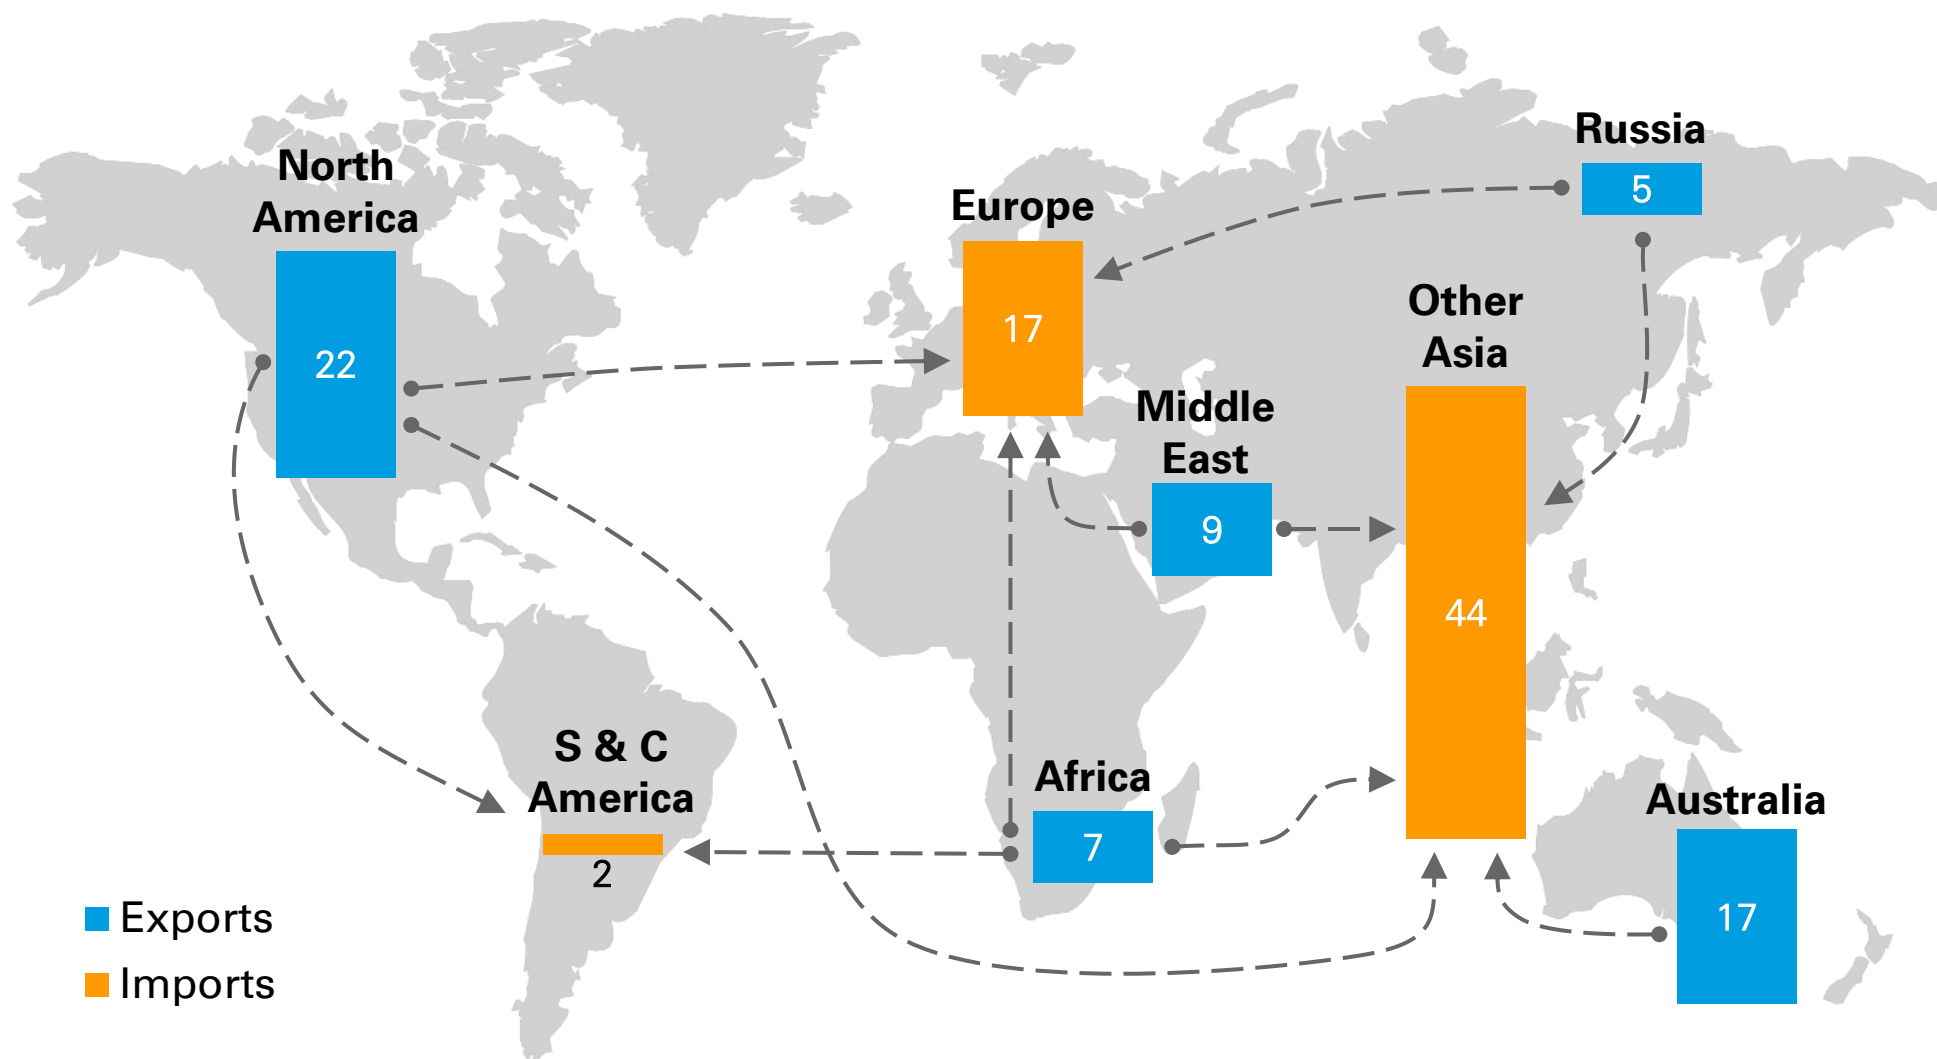 North
America
22
Europe
17
Russia
5
Other
Asia
44
Middle
East
9
S & C
America
2
Africa
7
Australia
17
Exports
Imports